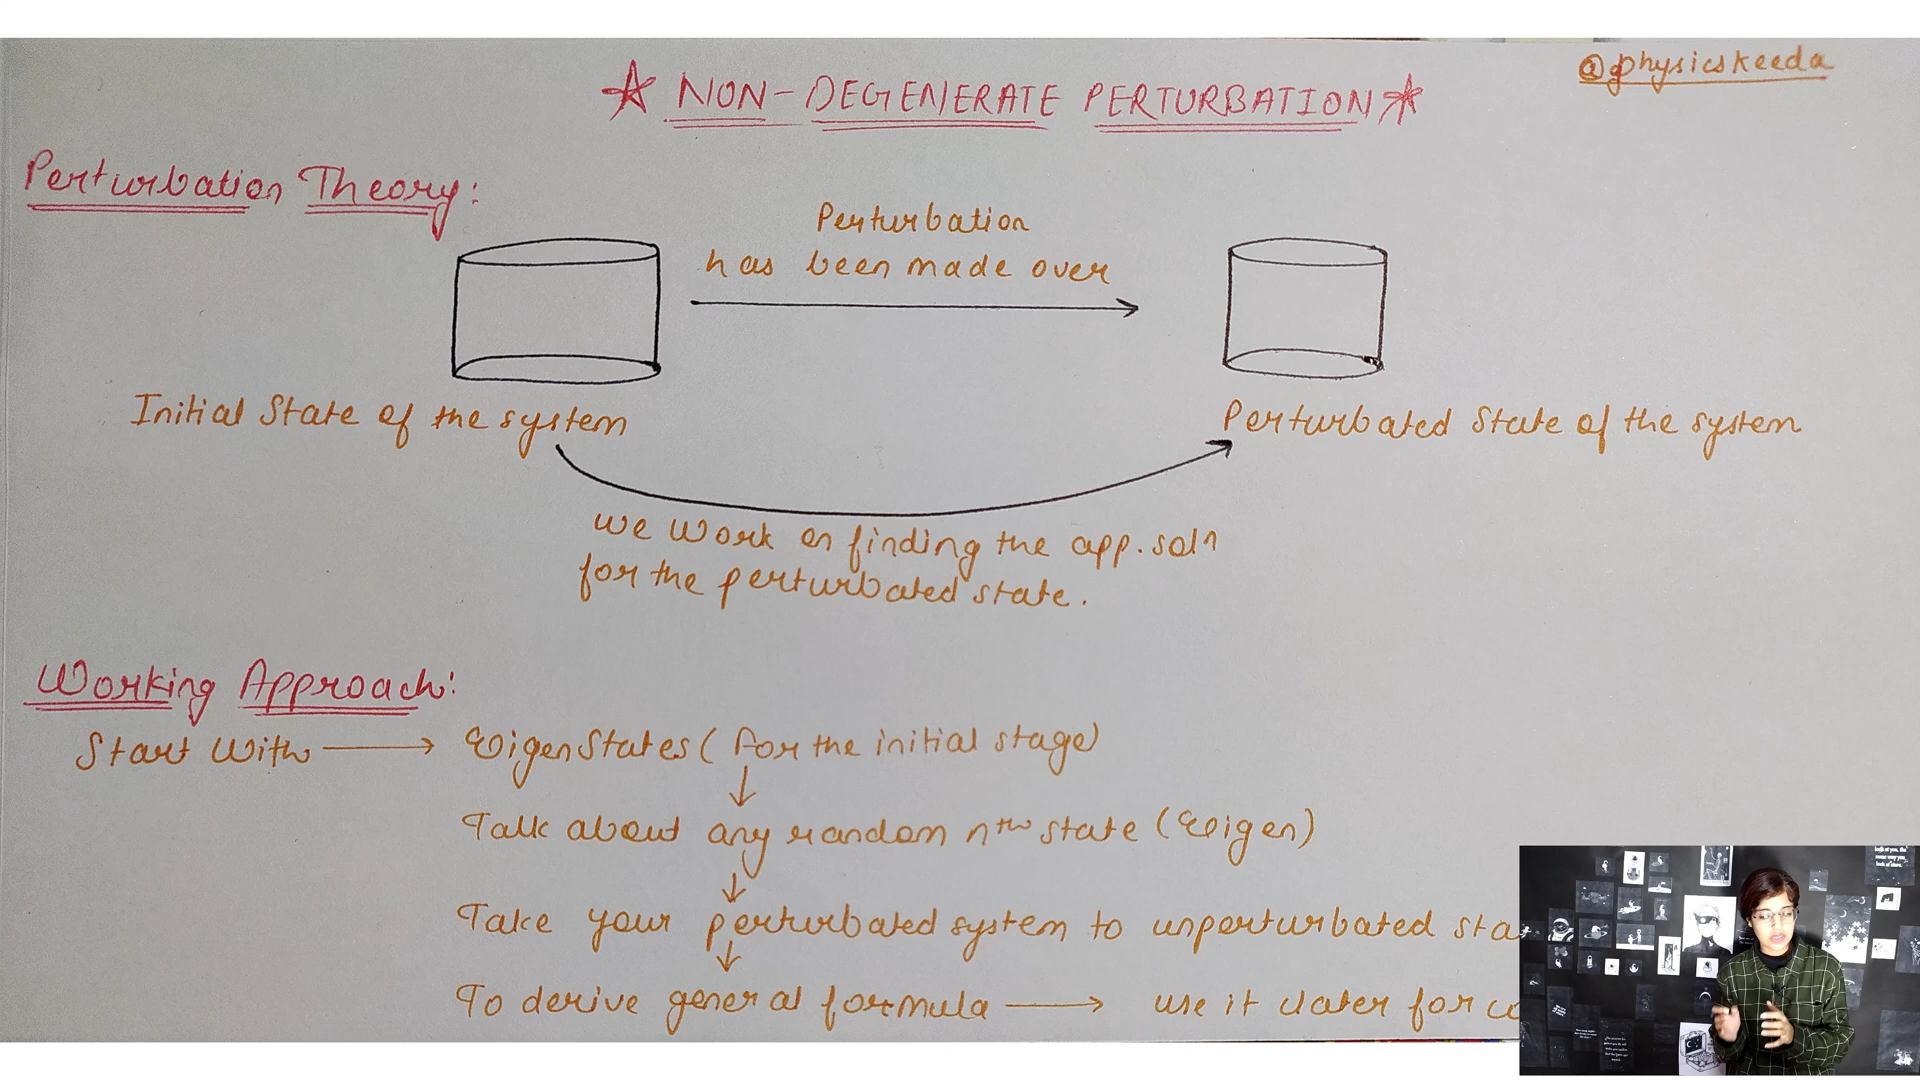 @physicskeeda
★ NON-DEGENERATE PERTURBATION ★
Perturbation Theory:
Perturbation
has been made over
Initial State of the system
Perturbated State of the system
We work on finding the app. soln
for the perturbated state.
Working Approach:
Start With → EigenStates (for the initial stage)
↓
Talk about any random nth state (Eigen)
↓
Take your perturbated system to unperturbated sta
↓
To derive general formula → use it later for